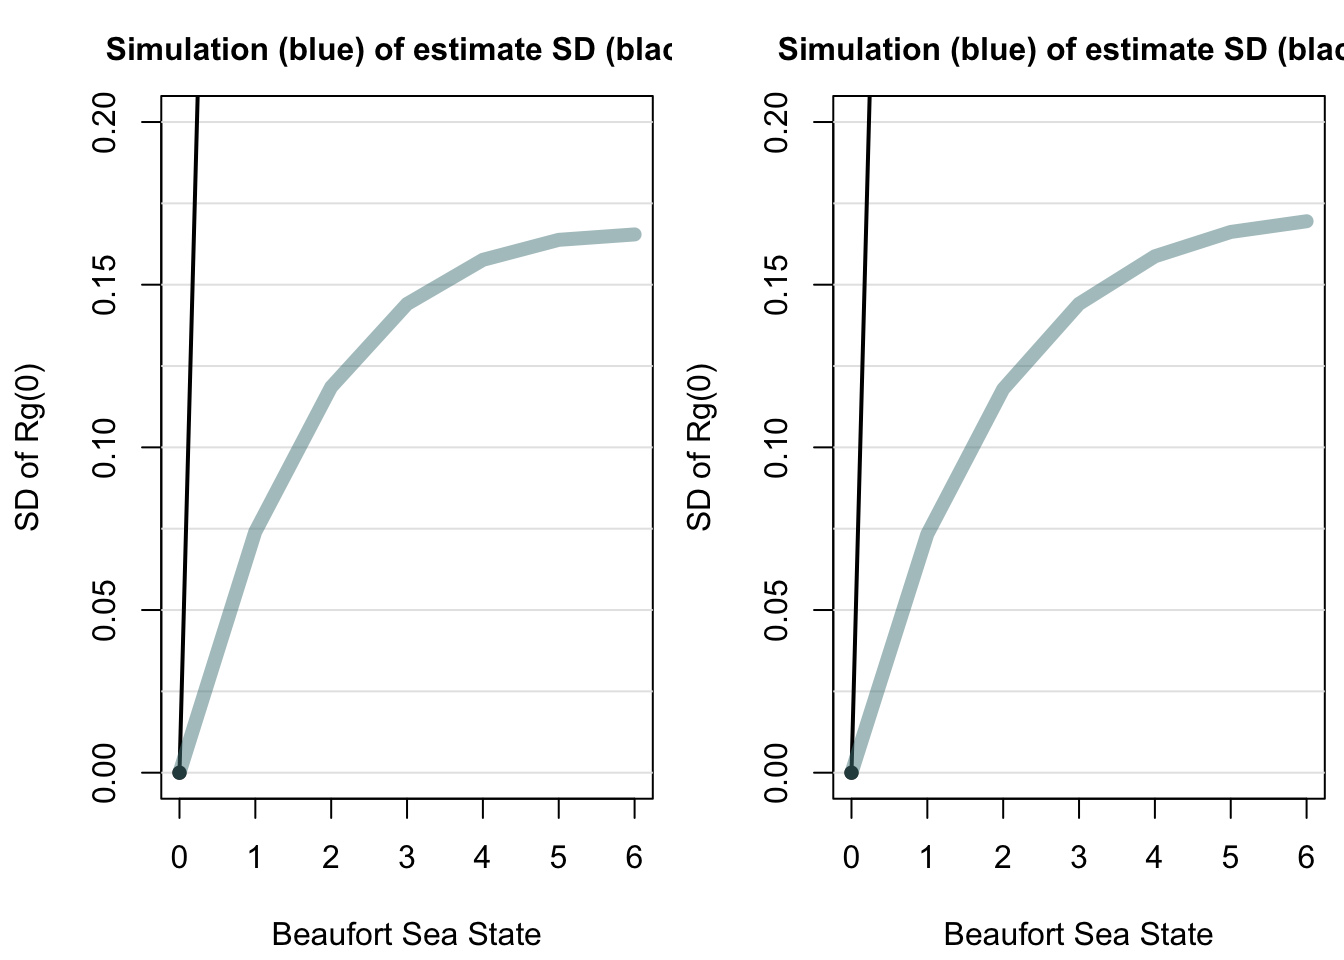 Simulation (blue) of estimate SD (blac
SD of Rg(0)
0.20
0.15
0.10
0.05
0.00
0 1 2 3 4 5 6
Beaufort Sea State
Simulation (blue) of estimate SD (blac
SD of Rg(0)
0.20
0.15
0.10
0.05
0.00
0 1 2 3 4 5 6
Beaufort Sea State